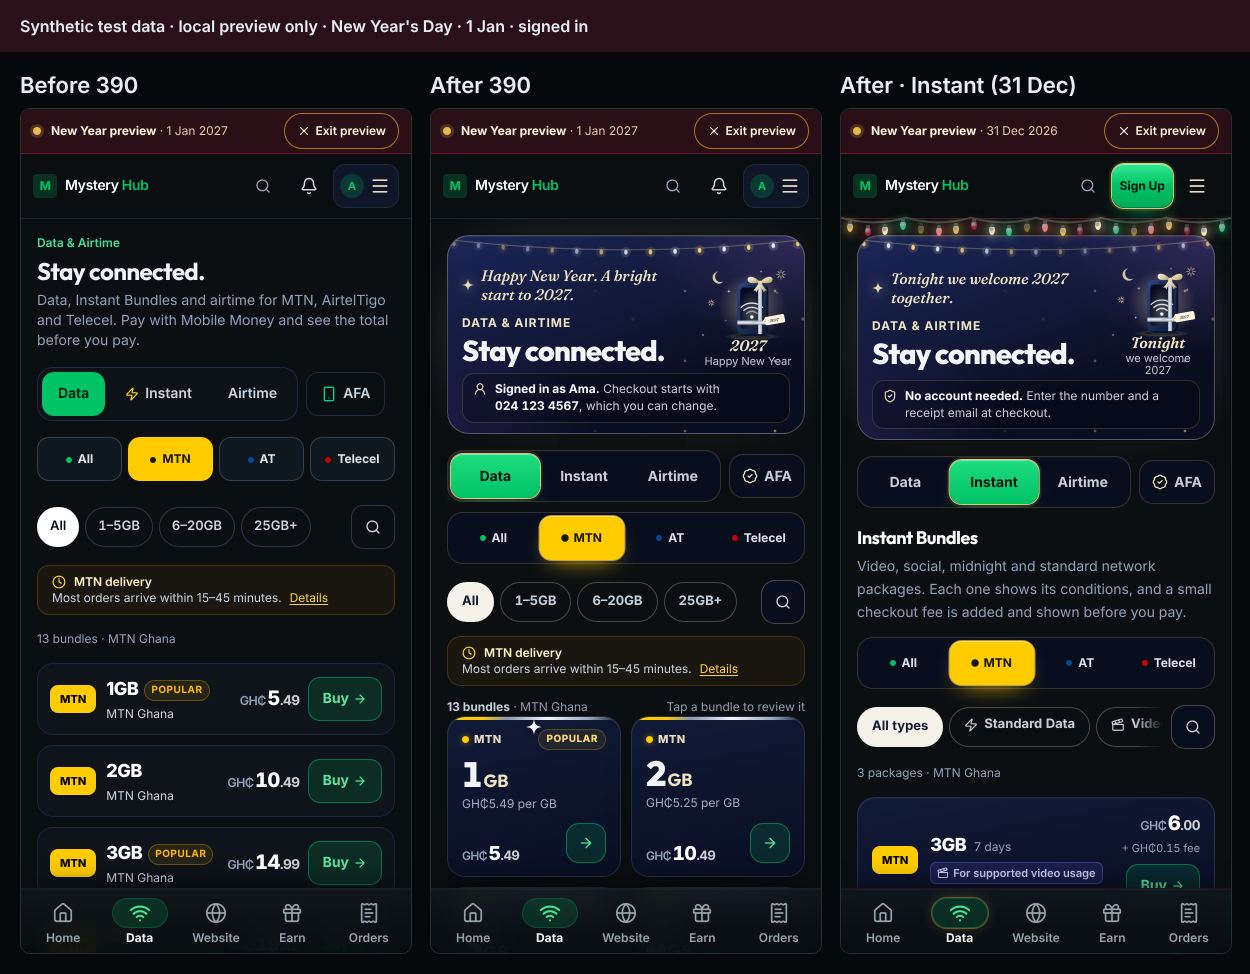 Synthetic test data · local preview only · New Year's Day · 1 Jan · signed in
Before 390
New Year preview · 1 Jan 2027
Exit preview
M Mystery Hub
A
Data & Airtime
Stay connected.
Data, Instant Bundles and airtime for MTN, AirtelTigo
and Telecel. Pay with Mobile Money and see the total
before you pay.
Data Instant Airtime AFA
All MTN AT Telecel
All 1–5GB 6–20GB 25GB+
MTN delivery
Most orders arrive within 15–45 minutes. Details
13 bundles · MTN Ghana
MTN 1GB POPULAR GH₵5.49 Buy →
MTN Ghana
MTN 2GB GH₵10.49 Buy →
MTN Ghana
MTN 3GB POPULAR GH₵14.99 Buy →
MTN Ghana
Home Data Website Earn Orders
After 390
New Year preview · 1 Jan 2027
Exit preview
M Mystery Hub
A
Happy New Year. A bright
start to 2027.
DATA & AIRTIME
Stay connected.
2027
Happy New Year
Signed in as Ama. Checkout starts with
024 123 4567, which you can change.
Data Instant Airtime AFA
All MTN AT Telecel
All 1–5GB 6–20GB 25GB+
MTN delivery
Most orders arrive within 15–45 minutes. Details
13 bundles · MTN Ghana Tap a bundle to review it
MTN POPULAR
1GB
GH₵5.49 per GB
GH₵5.49 →
MTN
2GB
GH₵5.25 per GB
GH₵10.49 →
Home Data Website Earn Orders
After · Instant (31 Dec)
New Year preview · 31 Dec 2026
Exit preview
M Mystery Hub
Sign Up
Tonight we welcome 2027
together.
DATA & AIRTIME
Stay connected.
Tonight
we welcome
2027
No account needed. Enter the number and a
receipt email at checkout.
Data Instant Airtime AFA
Instant Bundles
Video, social, midnight and standard network
packages. Each one shows its conditions, and a small
checkout fee is added and shown before you pay.
All MTN AT Telecel
All types Standard Data Vide
3 packages · MTN Ghana
MTN 3GB 7 days
For supported video usage
GH₵6.00
+ GH₵0.15 fee
Buy →
Home Data Website Earn Orders